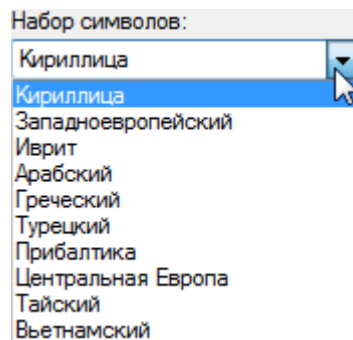 Набор символов:
Кириллица
Кириллица
Западноевропейский
Иврит
Арабский
Греческий
Турецкий
Прибалтика
Центральная Европа
Тайский
Вьетнамский